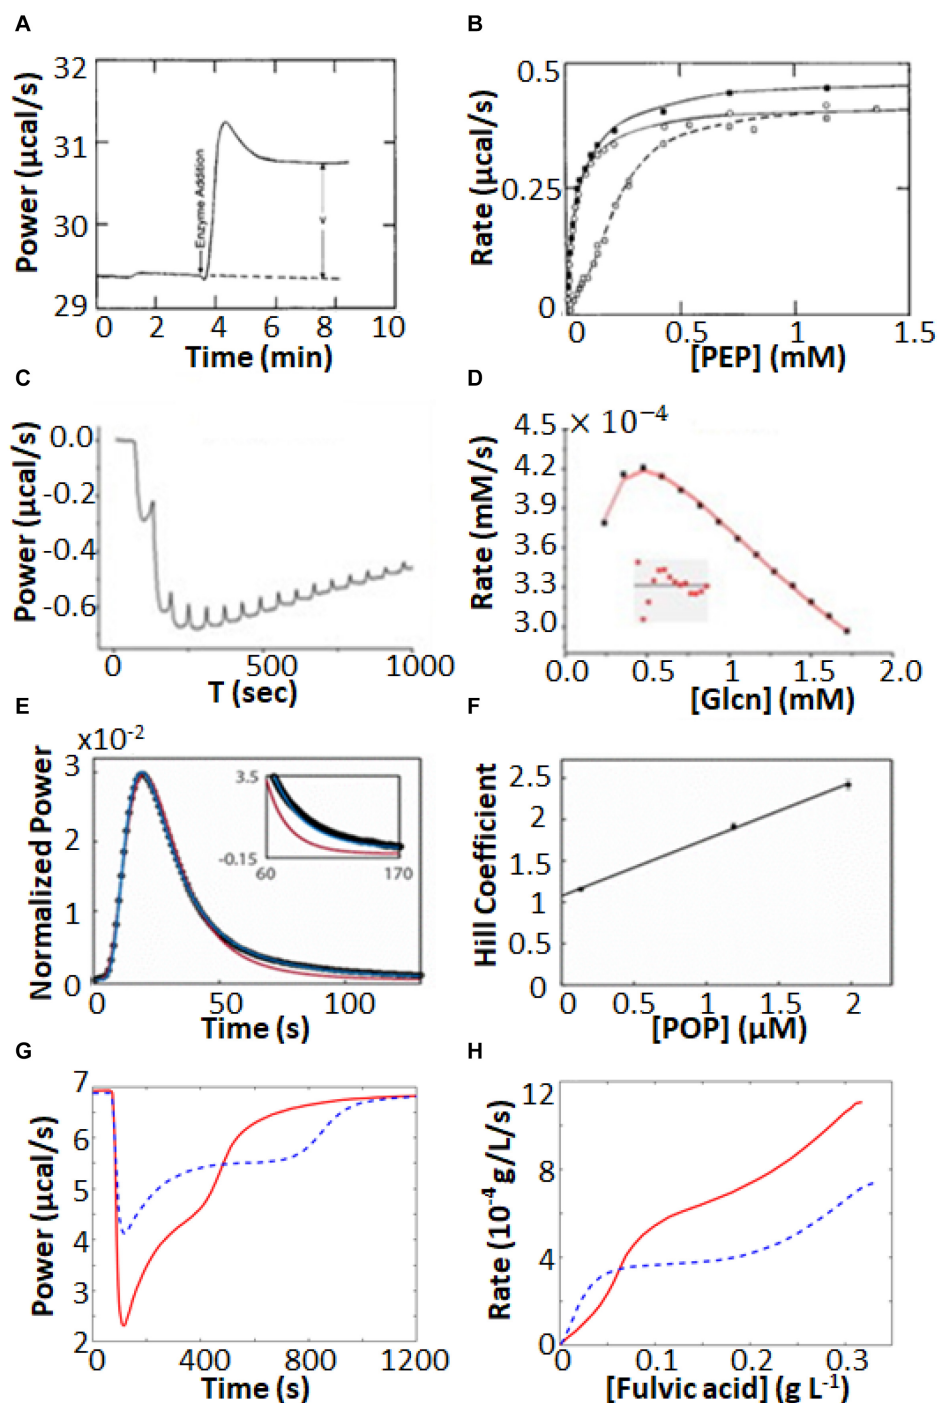 A
32
31
30
29
Power (µcal/s)
Enzyme Addition
v
0 2 4 6 8 10
Time (min)
B
0.5
0.25
0
Rate (µcal/s)
0 0.5 1 1.5
[PEP] (mM)
C
0.0
-0.2
-0.4
-0.6
Power (µcal/s)
0 500 1000
T (sec)
D
× 10⁻⁴
4.5
4.2
3.9
3.6
3.3
3.0
Rate (mM/s)
0.0 0.5 1 1.5 2.0
[Glcn] (mM)
E
x10⁻²
3
2
1
0
Normalized Power
3.5
-0.15
60 170
0 50 100
Time (s)
F
2.5
2
1.5
1
0.5
0
Hill Coefficient
0 0.5 1 1.5 2
[POP] (µM)
G
7
6
5
4
3
2
Power (µcal/s)
0 400 800 1200
Time (s)
H
12
8
4
0
Rate (10⁻⁴ g/L/s)
0 0.1 0.2 0.3
[Fulvic acid] (g L⁻¹)